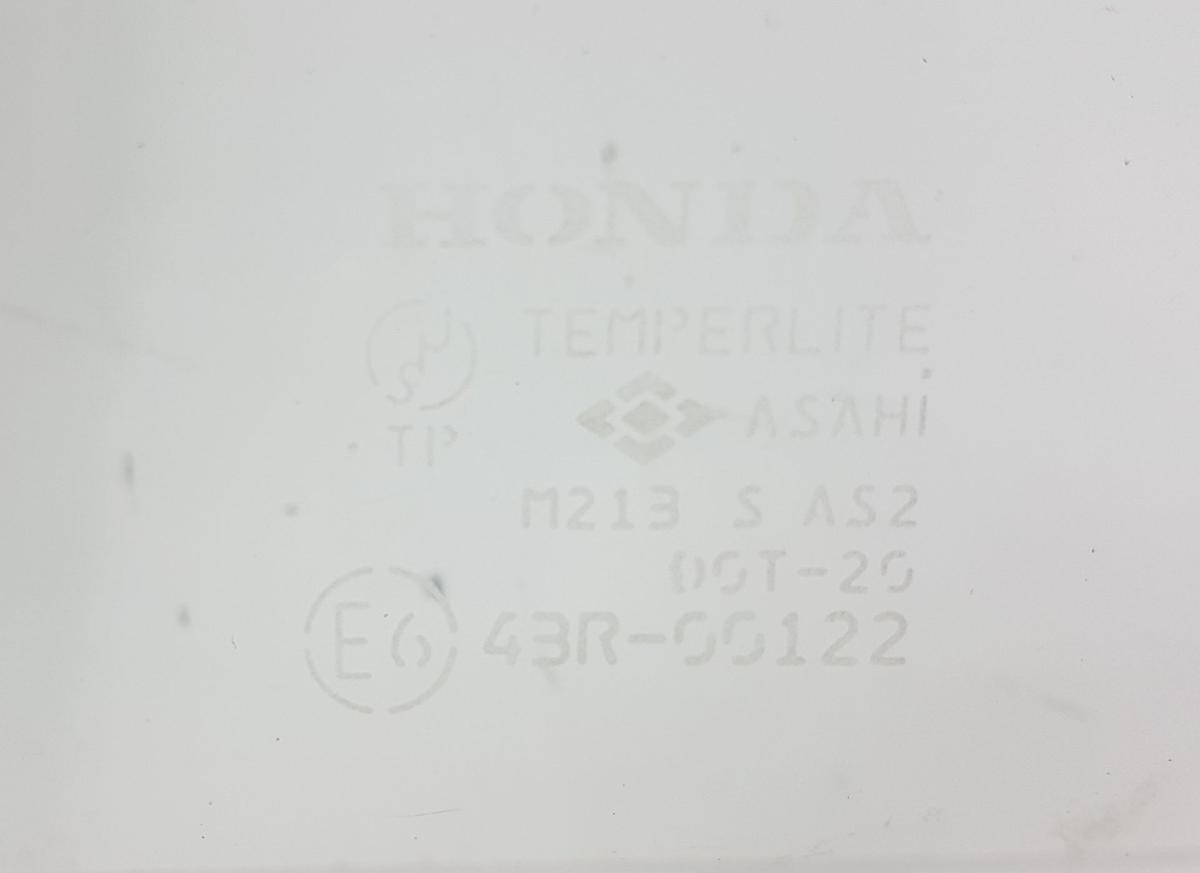 HONDA
TEMPERLITE
S
TP
ASAHI
M213 S AS2
DOT-20
E6 43R-00122